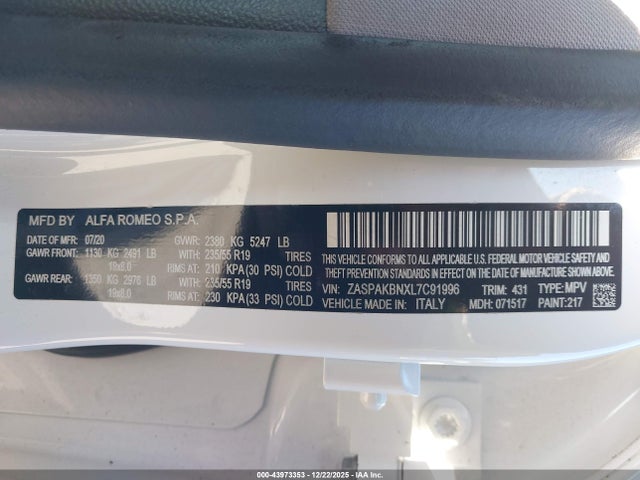 MFD BY ALFA ROMEO S.P.A.
DATE OF MFR: 07/20 GVWR: 2380 KG 5247 LB
GAWR FRONT: 1130 KG 2491 LB WITH: 235/55 R19 TIRES
19x8.0 RIMS AT: 210 KPA(30 PSI) COLD
GAWR REAR: 1350 KG 2976 LB WITH: 235/55 R19 TIRES
19x8.0 RIMS AT: 230 KPA(33 PSI) COLD
THIS VEHICLE CONFORMS TO ALL APPLICABLE U.S. FEDERAL MOTOR VEHICLE SAFETY
AND THEFT PREVENTION STANDARDS IN EFFECT ON THE DATE OF MANUFACTURE SHOWN ABOVE.
VIN: ZASPAKBNXL7C91996 TRIM: 431 TYPE: MPV
VEHICLE MADE IN: ITALY MDH: 071517 PAINT: 217
000-43973353 - 12/22/2025 - IAAI.COM